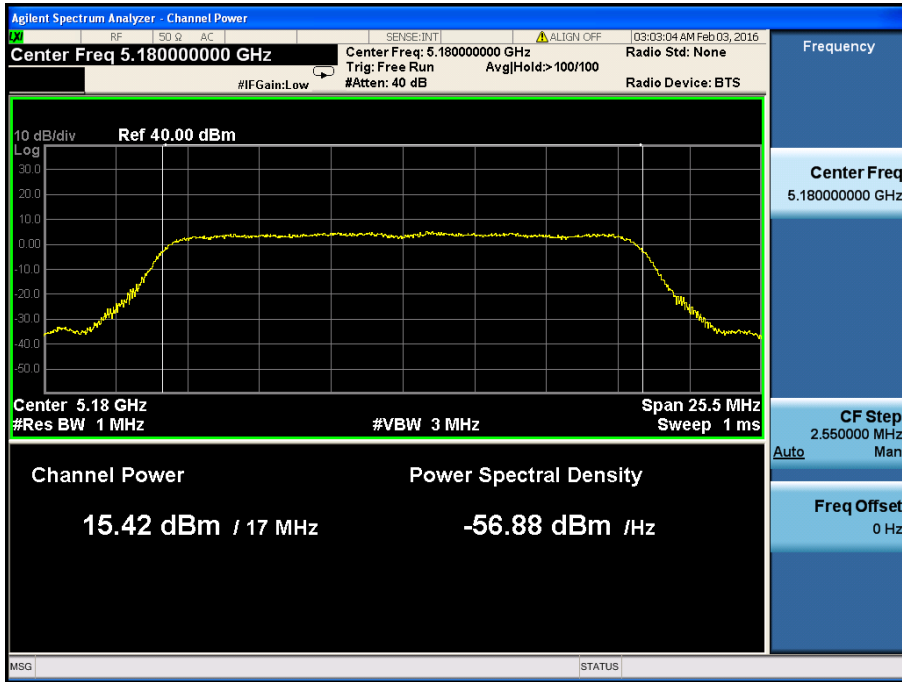 Agilent Spectrum Analyzer - Channel Power
LXI RF 50 Ω AC SENSE:INT ALIGN OFF 03:03:04 AM Feb 03, 2016
Center Freq 5.180000000 GHz
Center Freq: 5.180000000 GHz Radio Std: None
Trig: Free Run Avg|Hold:> 100/100
#IFGain:Low #Atten: 40 dB Radio Device: BTS
Frequency
10 dB/div Ref 40.00 dBm
Log
30.0
20.0
10.0
0.00
-10.0
-20.0
-30.0
-40.0
-50.0
Center 5.18 GHz Span 25.5 MHz
#Res BW 1 MHz #VBW 3 MHz Sweep 1 ms
Channel Power Power Spectral Density
15.42 dBm / 17 MHz -56.88 dBm /Hz
Center Freq
5.180000000 GHz
CF Step
2.550000 MHz
Auto Man
Freq Offset
0 Hz
MSG STATUS